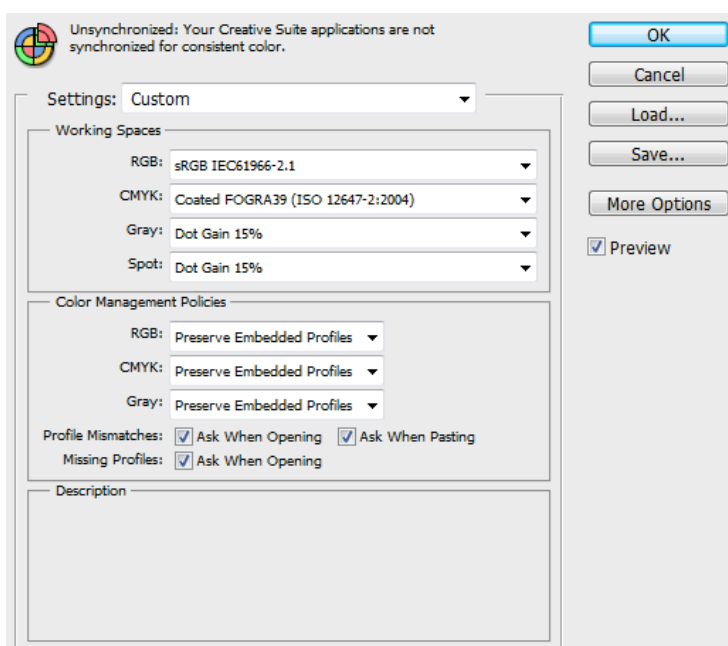 Unsynchronized: Your Creative Suite applications are not
synchronized for consistent color.
OK
Cancel
Load...
Save...
More Options
Preview
Settings: Custom
Working Spaces
RGB: sRGB IEC61966-2.1
CMYK: Coated FOGRA39 (ISO 12647-2:2004)
Gray: Dot Gain 15%
Spot: Dot Gain 15%
Color Management Policies
RGB: Preserve Embedded Profiles
CMYK: Preserve Embedded Profiles
Gray: Preserve Embedded Profiles
Profile Mismatches: Ask When Opening Ask When Pasting
Missing Profiles: Ask When Opening
Description